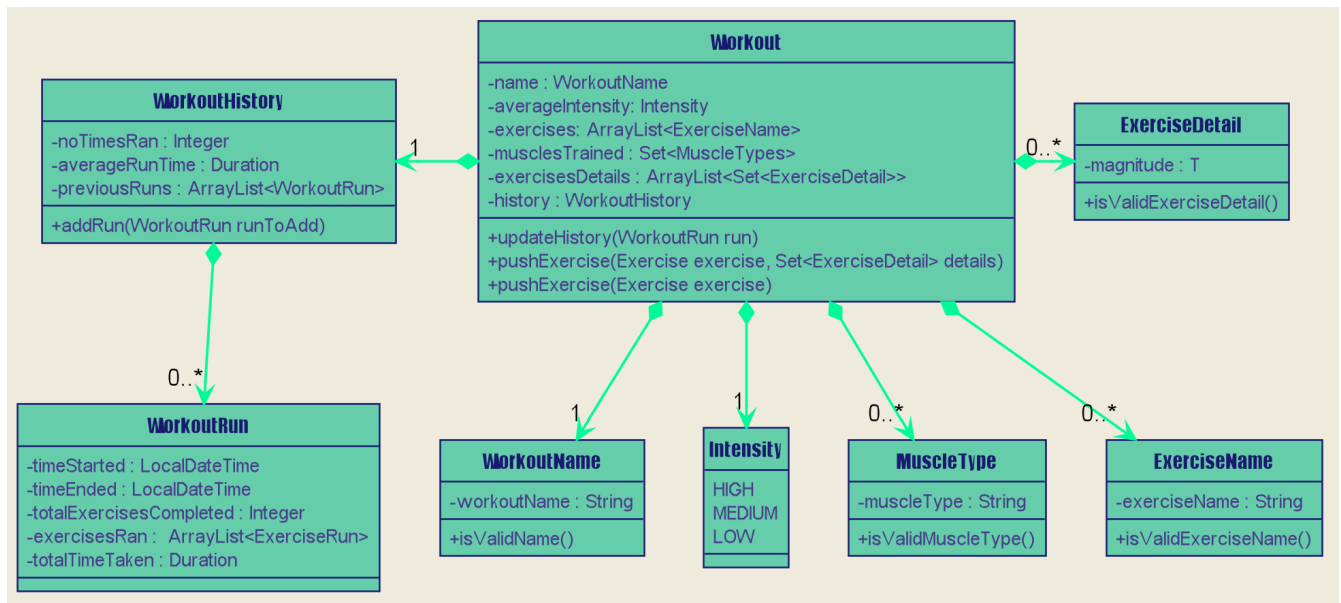 Workout
-name : WorkoutName
-averageIntensity: Intensity
-exercises: ArrayList<ExerciseName>
-musclesTrained : Set<MuscleTypes>
-exercisesDetails : ArrayList<Set<ExerciseDetail>>
-history : WorkoutHistory
+updateHistory(WorkoutRun run)
+pushExercise(Exercise exercise, Set<ExerciseDetail> details)
+pushExercise(Exercise exercise)
WorkoutHistory
-noTimesRan : Integer
-averageRunTime : Duration
-previousRuns : ArrayList<WorkoutRun>
+addRun(WorkoutRun runToAdd)
1
0..*
ExerciseDetail
-magnitude : T
+isValidExerciseDetail()
0..*
1
1
0..*
0..*
WorkoutRun
-timeStarted : LocalDateTime
-timeEnded : LocalDateTime
-totalExercisesCompleted : Integer
-exercisesRan :  ArrayList<ExerciseRun>
-totalTimeTaken : Duration
WorkoutName
-workoutName : String
+isValidName()
Intensity
HIGH
MEDIUM
LOW
MuscleType
-muscleType : String
+isValidMuscleType()
ExerciseName
-exerciseName : String
+isValidExerciseName()